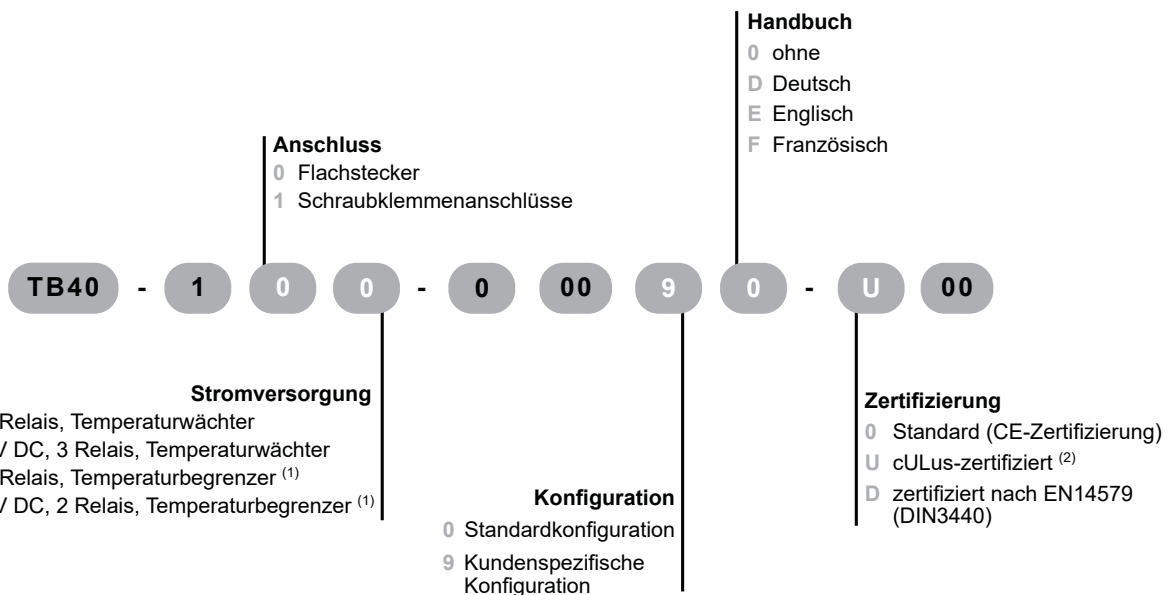 Handbuch
0 ohne
D Deutsch
E Englisch
F Französisch
Anschluss
0 Flachstecker
1 Schraubklemmenanschlüsse
TB40 - 1 0 0 - 0 00 9 0 - U 00
Stromversorgung
Relais, Temperaturwächter
DC, 3 Relais, Temperaturwächter
Relais, Temperaturbegrenzer (1)
DC, 2 Relais, Temperaturbegrenzer (1)
Konfiguration
0 Standardkonfiguration
9 Kundenspezifische
Konfiguration
Zertifizierung
0 Standard (CE-Zertifizierung)
U cULus-zertifiziert (2)
D zertifiziert nach EN14579
(DIN3440)